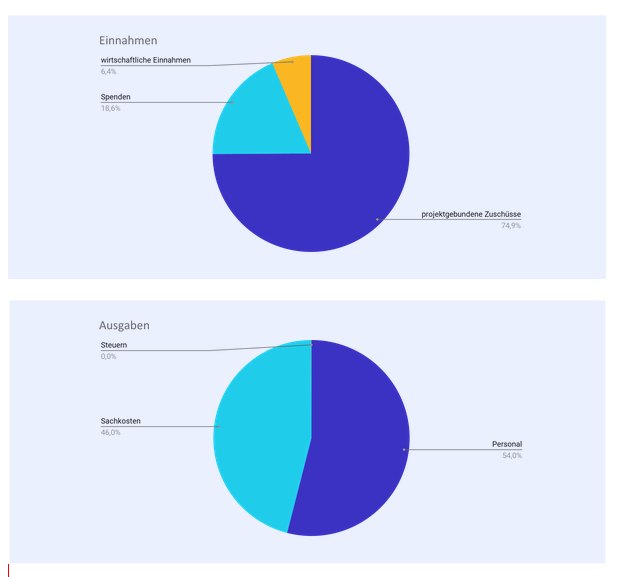 Einnahmen
wirtschaftliche Einnahmen
6,4%
Spenden
18,6%
projektgebundene Zuschüsse
74,9%
Ausgaben
Steuern
0,0%
Sachkosten
46,0%
Personal
54,0%